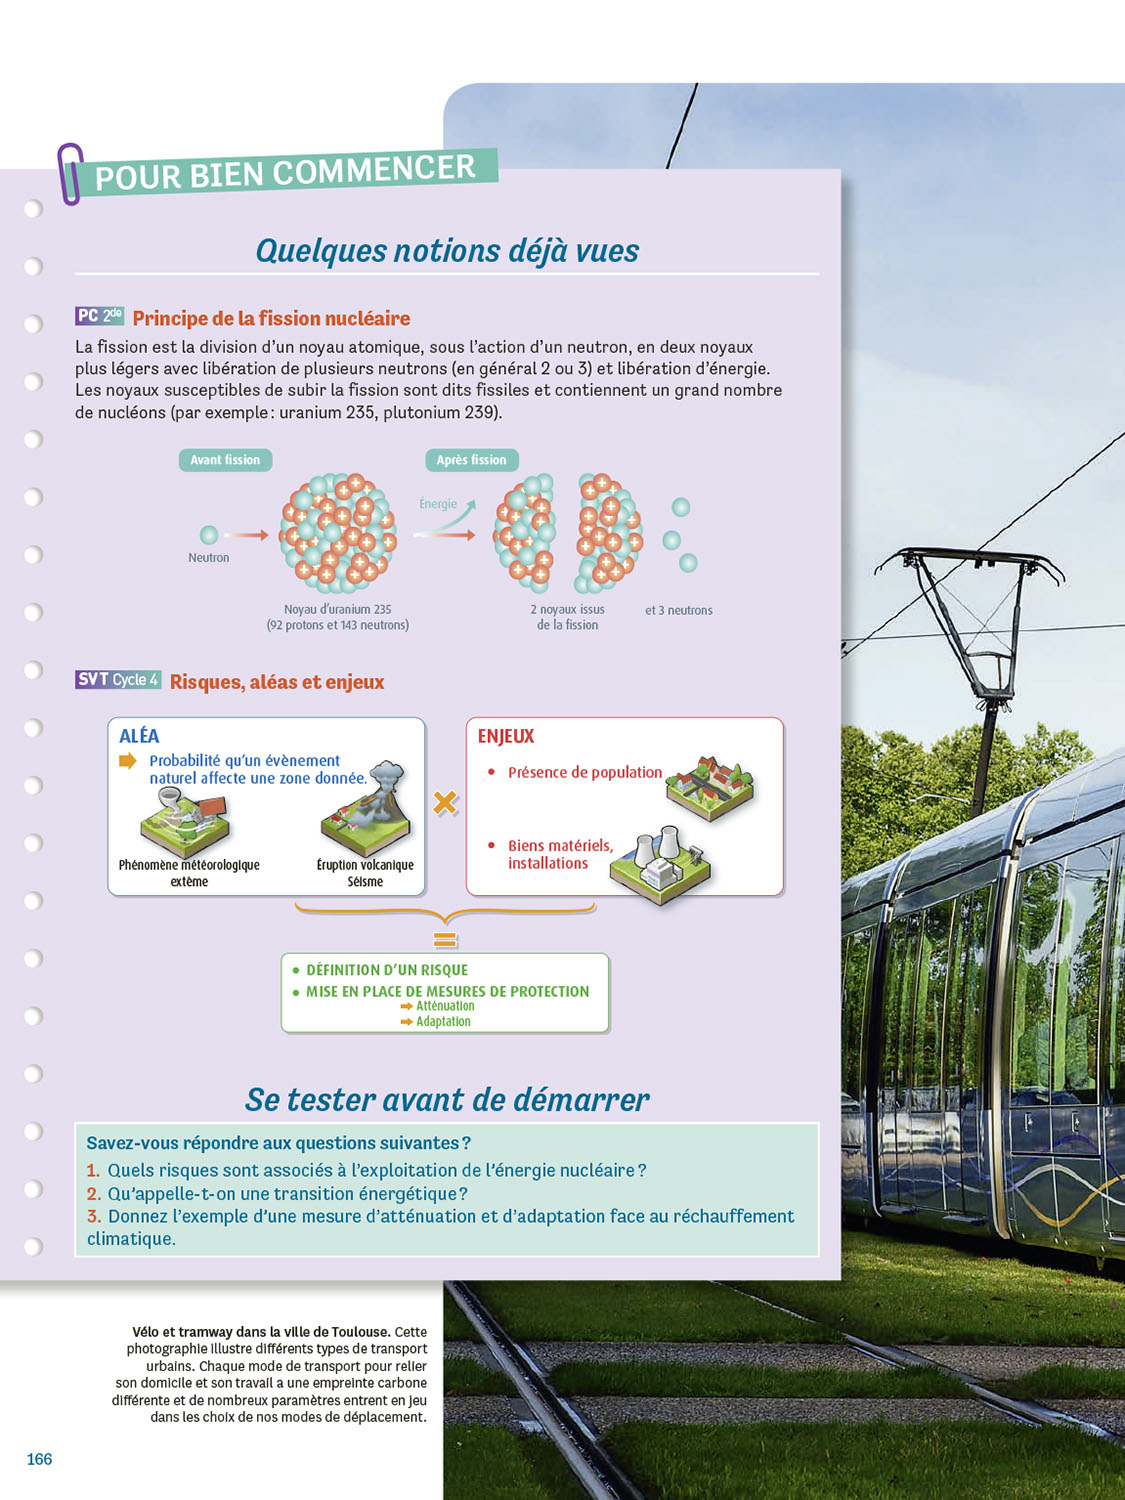 POUR BIEN COMMENCER
Quelques notions déjà vues
PC 2de Principe de la fission nucléaire
La fission est la division d'un noyau atomique, sous l'action d'un neutron, en deux noyaux
plus légers avec libération de plusieurs neutrons (en général 2 ou 3) et libération d'énergie.
Les noyaux susceptibles de subir la fission sont dits fissiles et contiennent un grand nombre
de nucléons (par exemple : uranium 235, plutonium 239).
Avant fission
Après fission
Énergie
Neutron
Noyau d'uranium 235
(92 protons et 143 neutrons)
2 noyaux issus
de la fission
et 3 neutrons
SVT Cycle 4 Risques, aléas et enjeux
ALÉA
Probabilité qu'un évènement
naturel affecte une zone donnée.
Phénomène météorologique
extème
Éruption volcanique
Séisme
×
ENJEUX
• Présence de population
• Biens matériels,
installations
=
• DÉFINITION D'UN RISQUE
• MISE EN PLACE DE MESURES DE PROTECTION
Atténuation
Adaptation
Se tester avant de démarrer
Savez-vous répondre aux questions suivantes ?
1. Quels risques sont associés à l'exploitation de l'énergie nucléaire ?
2. Qu'appelle-t-on une transition énergétique ?
3. Donnez l'exemple d'une mesure d'atténuation et d'adaptation face au réchauffement
climatique.
Vélo et tramway dans la ville de Toulouse. Cette
photographie illustre différents types de transport
urbains. Chaque mode de transport pour relier
son domicile et son travail a une empreinte carbone
différente et de nombreux paramètres entrent en jeu
dans les choix de nos modes de déplacement.
166